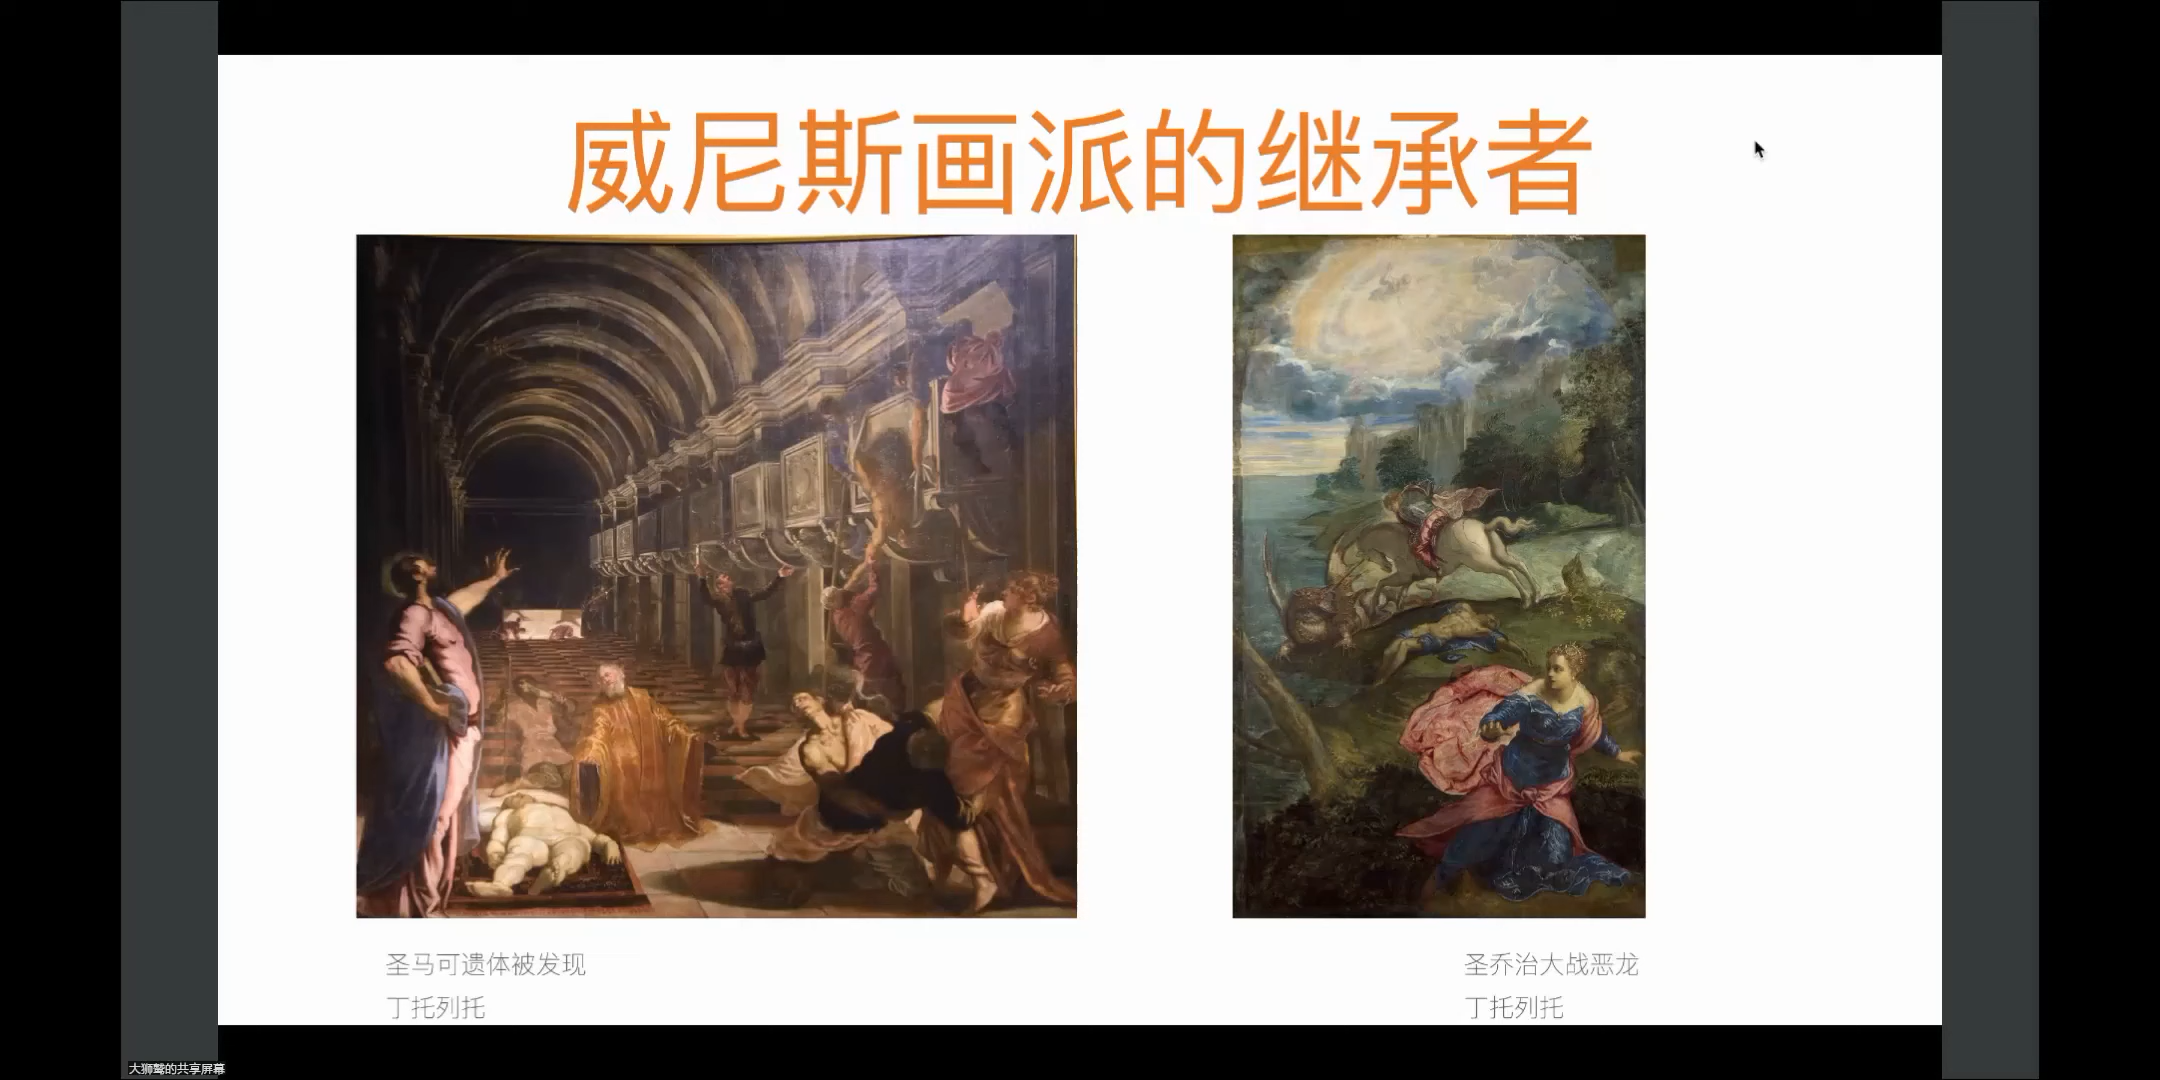 威尼斯画派的继承者
圣马可遗体被发现
丁托列托
圣乔治大战恶龙
丁托列托
大狮鹫的共享屏幕